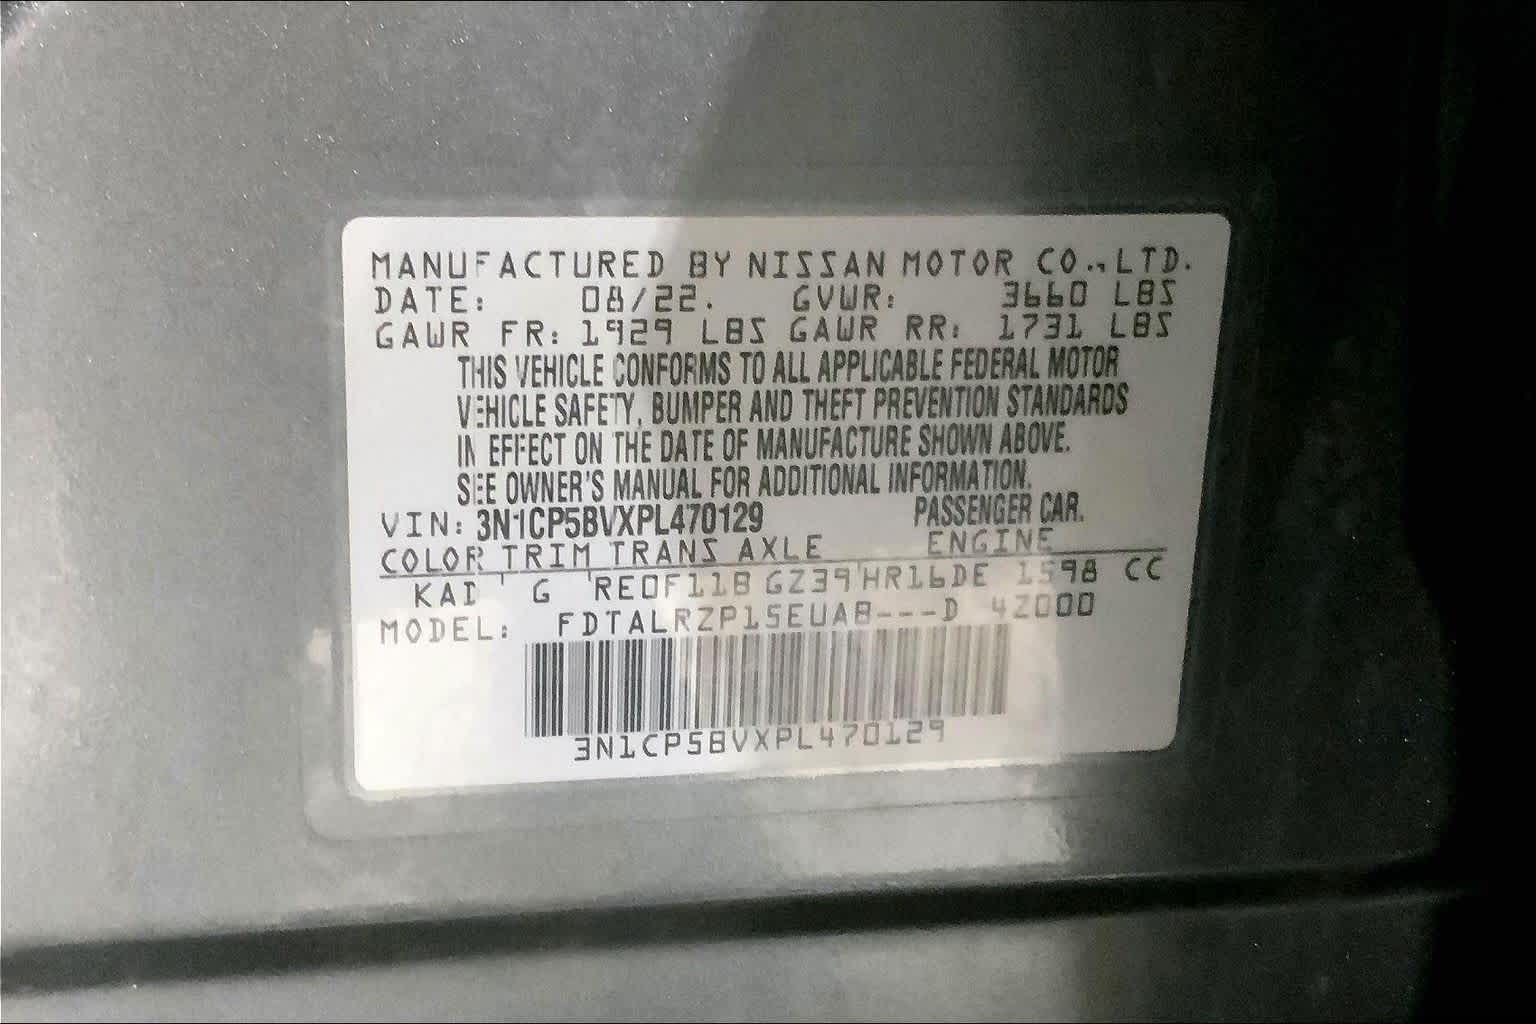 MANUFACTURED BY NISSAN MOTOR CO.,LTD.
DATE: 08/22. GVWR: 3660 LBS
GAWR FR: 1929 LBS GAWR RR: 1731 LBS
THIS VEHICLE CONFORMS TO ALL APPLICABLE FEDERAL MOTOR
VEHICLE SAFETY, BUMPER AND THEFT PREVENTION STANDARDS
IN EFFECT ON THE DATE OF MANUFACTURE SHOWN ABOVE.
SEE OWNER'S MANUAL FOR ADDITIONAL INFORMATION.
VIN: 3N1CP5BVXPL470129 PASSENGER CAR.
COLOR TRIM TRANS AXLE ENGINE
KAD G RE0F11B GZ39 HR16DE 1598 CC
MODEL: FDTALRZP15EUAB---D 42000
3N1CP5BVXPL470129